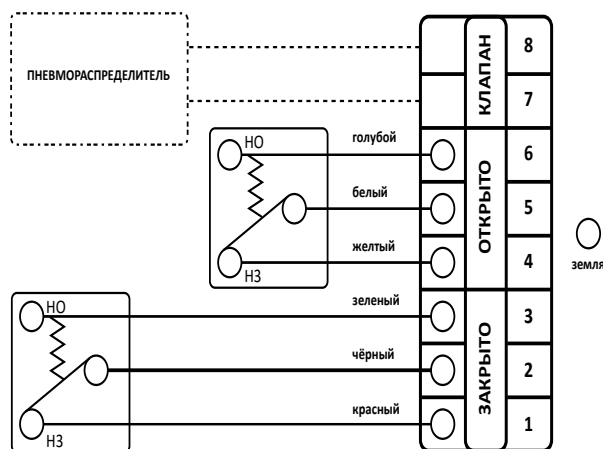 ПНЕВМОРАСПРЕДЕЛИТЕЛЬ
КЛАПАН
8
7
НО
голубой
6
белый
5
ОТКРЫТО
желтый
4
НЗ
земля
НО
зеленый
3
чёрный
2
ЗАКРЫТО
красный
1
НЗ